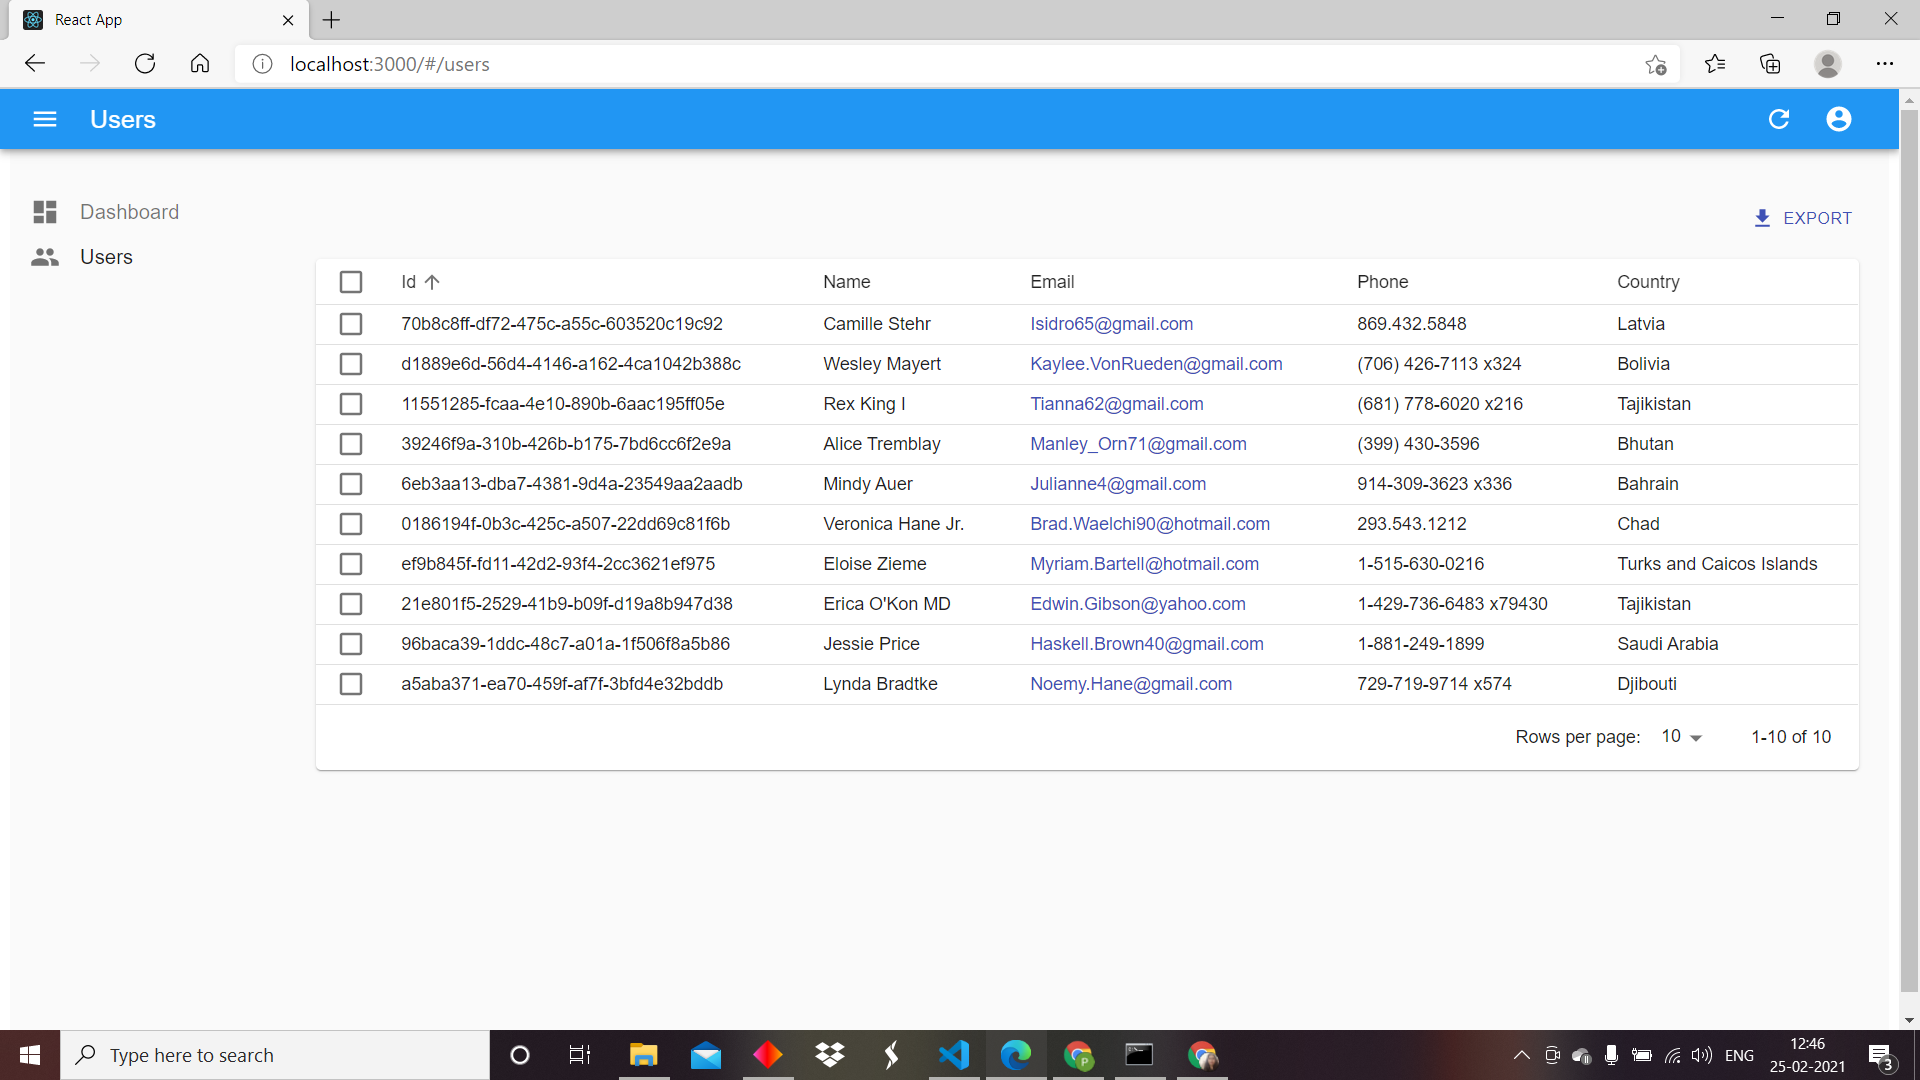 React App
localhost:3000/#/users
Users
Dashboard
Users
EXPORT
Id Name Email Phone Country
70b8c8ff-df72-475c-a55c-603520c19c92 Camille Stehr Isidro65@gmail.com 869.432.5848 Latvia
d1889e6d-56d4-4146-a162-4ca1042b388c Wesley Mayert Kaylee.VonRueden@gmail.com (706) 426-7113 x324 Bolivia
11551285-fcaa-4e10-890b-6aac195ff05e Rex King I Tianna62@gmail.com (681) 778-6020 x216 Tajikistan
39246f9a-310b-426b-b175-7bd6cc6f2e9a Alice Tremblay Manley_Orn71@gmail.com (399) 430-3596 Bhutan
6eb3aa13-dba7-4381-9d4a-23549aa2aadb Mindy Auer Julianne4@gmail.com 914-309-3623 x336 Bahrain
0186194f-0b3c-425c-a507-22dd69c81f6b Veronica Hane Jr. Brad.Waelchi90@hotmail.com 293.543.1212 Chad
ef9b845f-fd11-42d2-93f4-2cc3621ef975 Eloise Zieme Myriam.Bartell@hotmail.com 1-515-630-0216 Turks and Caicos Islands
21e801f5-2529-41b9-b09f-d19a8b947d38 Erica O'Kon MD Edwin.Gibson@yahoo.com 1-429-736-6483 x79430 Tajikistan
96baca39-1ddc-48c7-a01a-1f506f8a5b86 Jessie Price Haskell.Brown40@gmail.com 1-881-249-1899 Saudi Arabia
a5aba371-ea70-459f-af7f-3bfd4e32bddb Lynda Bradtke Noemy.Hane@gmail.com 729-719-9714 x574 Djibouti
Rows per page: 10 1-10 of 10
Type here to search
P
ENG
12:46
25-02-2021
3